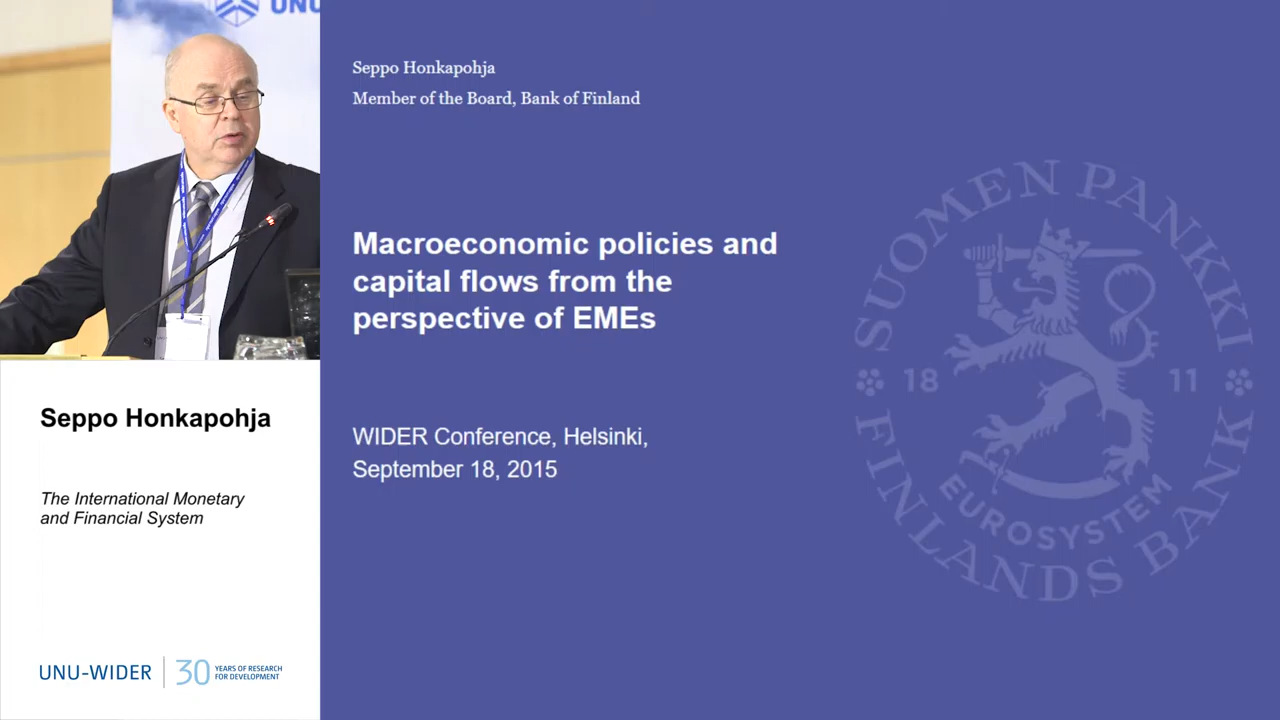 UNU
Seppo Honkapohja
The International Monetary
and Financial System
UNU-WIDER
30 YEARS OF RESEARCH
FOR DEVELOPMENT
Seppo Honkapohja
Member of the Board, Bank of Finland
Macroeconomic policies and
capital flows from the
perspective of EMEs
WIDER Conference, Helsinki,
September 18, 2015
SUOMEN PANKKI
18 11
EUROSYSTEM
FINLANDS BANK